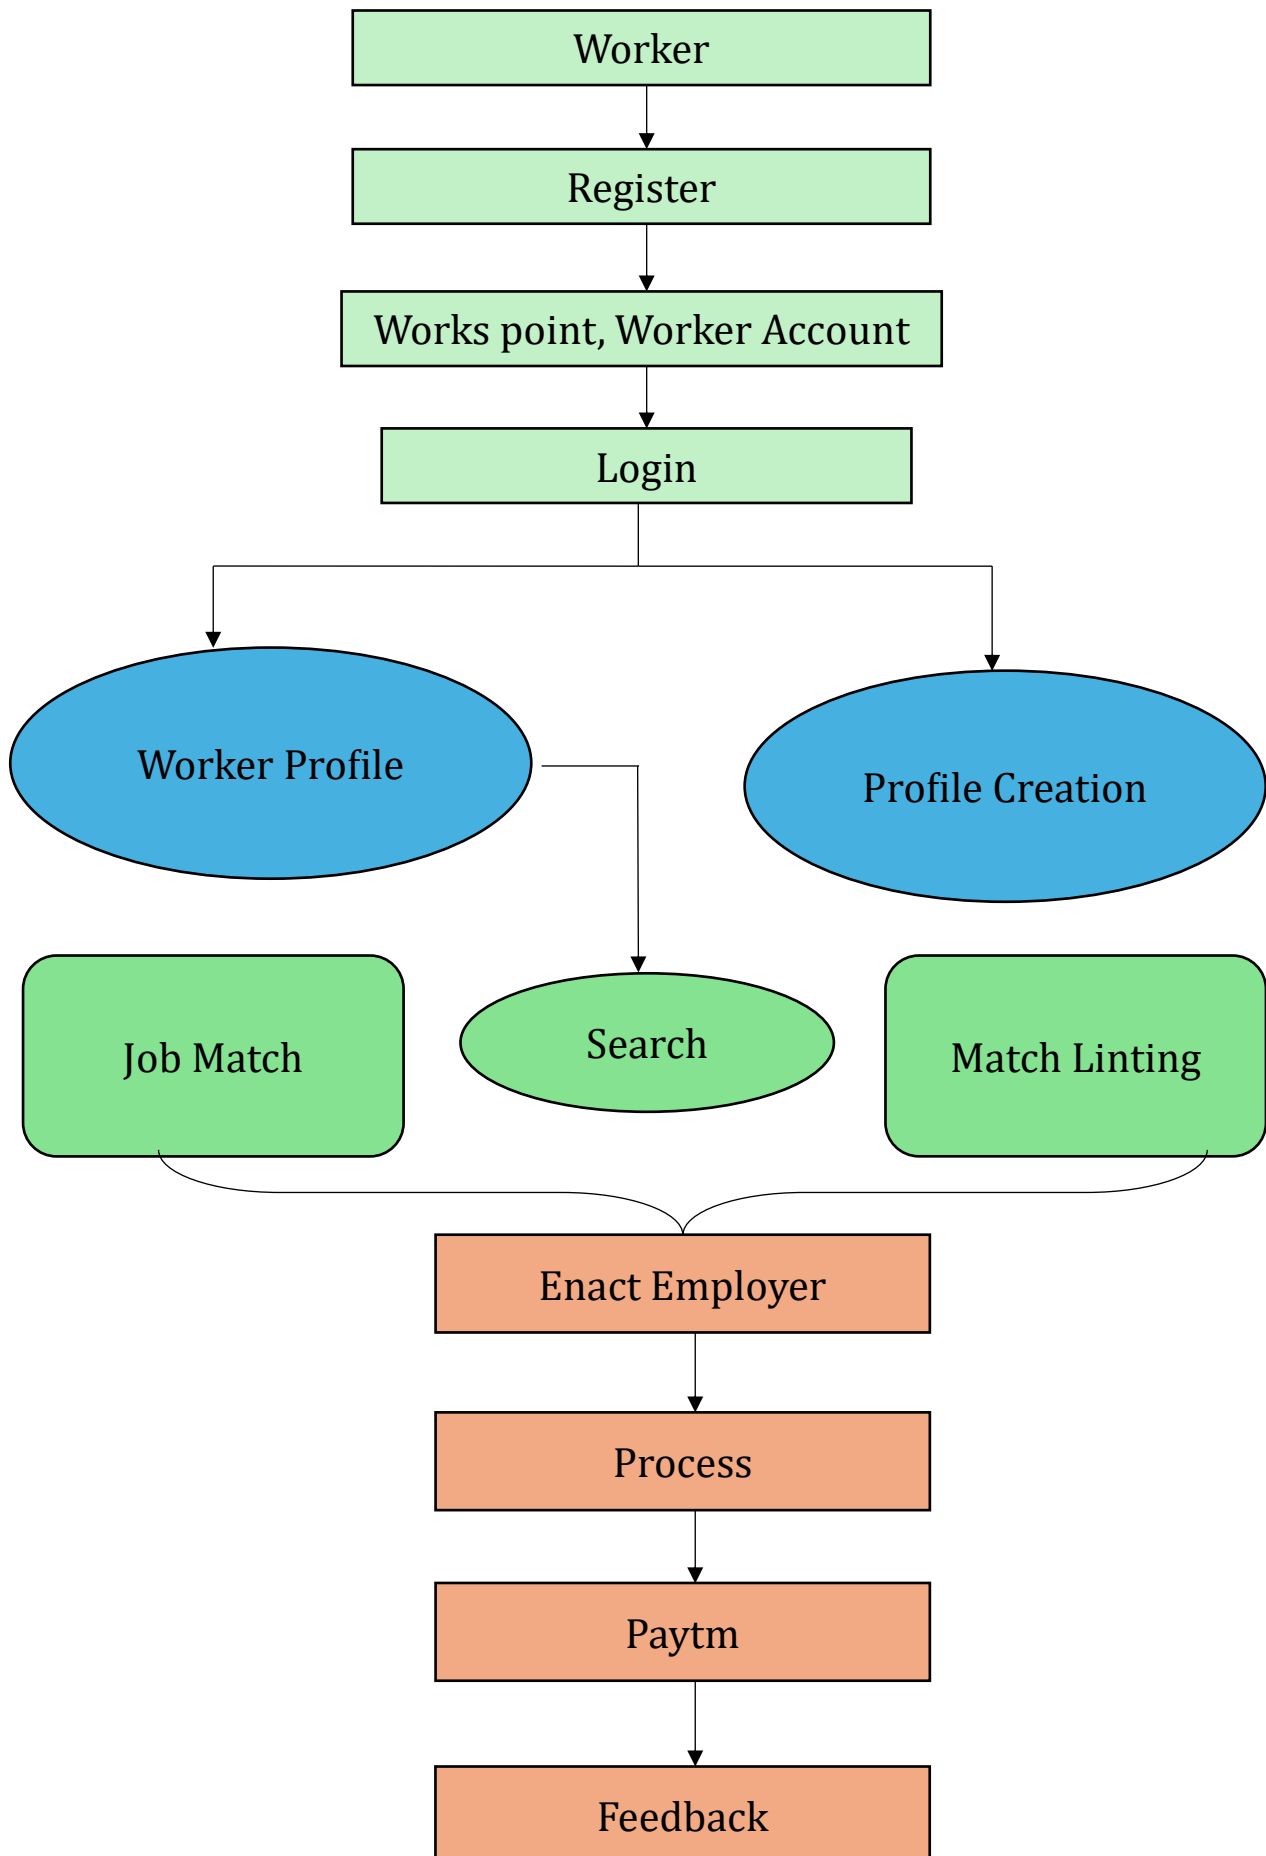 Worker
Register
Works point, Worker Account
Login
Worker Profile
Profile Creation
Job Match
Search
Match Linting
Enact Employer
Process
Paytm
Feedback